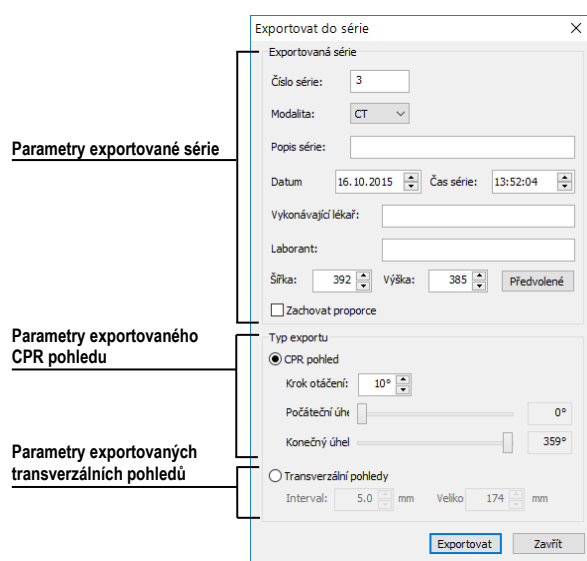 Exportovat do série
Exportovaná série
Číslo série: 3
Modalita: CT
Parametry exportované série
Popis série:
Datum 16.10.2015 Čas série: 13:52:04
Vykonávající lékař:
Laborant:
Šířka: 392 Výška: 385 Předvolené
Zachovat proporce
Parametry exportovaného
CPR pohledu
Typ exportu
CPR pohled
Krok otáčení: 10°
Počáteční úhe 0°
Konečný úhel 359°
Parametry exportovaných
transverzálních pohledů
Transverzální pohledy
Interval: 5.0 mm Veliko 174 mm
Exportovat Zavřít